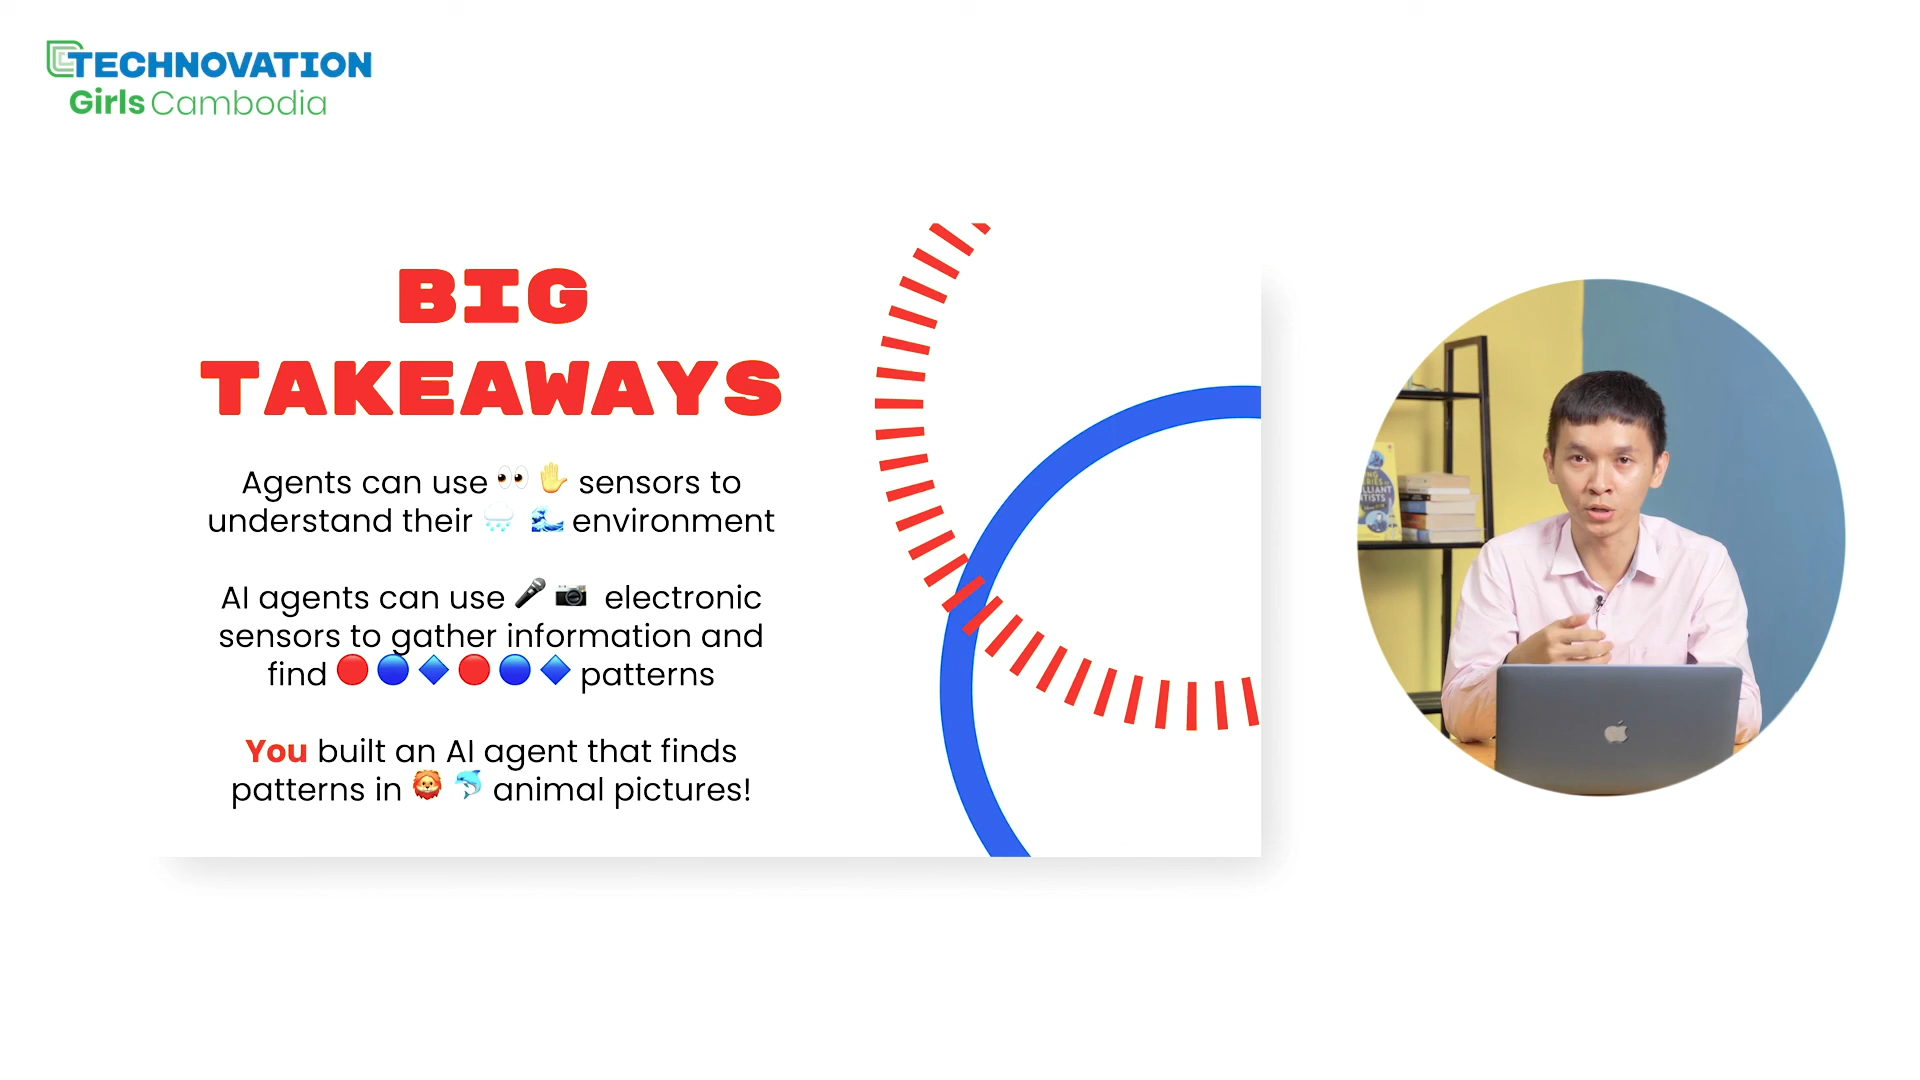 TECHNOVATION
Girls Cambodia
BIG
TAKEAWAYS
Agents can use 👀 ✋ sensors to
understand their 🌧️ 🌊 environment
AI agents can use 🎤 📷 electronic
sensors to gather information and
find 🔴 🔵 🔷 🔴 🔵 🔷 patterns
You built an AI agent that finds
patterns in 🦁 🐬 animal pictures!